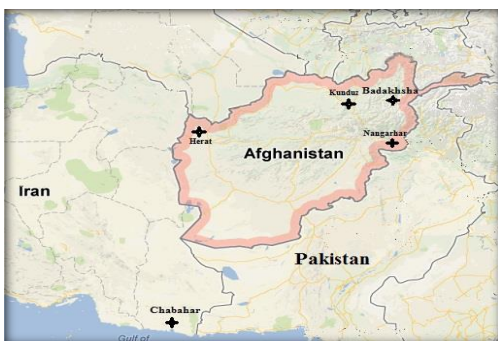 Kunduz Badakhsha
Nangarhar
Herat
Afghanistan
Iran
Pakistan
Chabahar
Gulf of